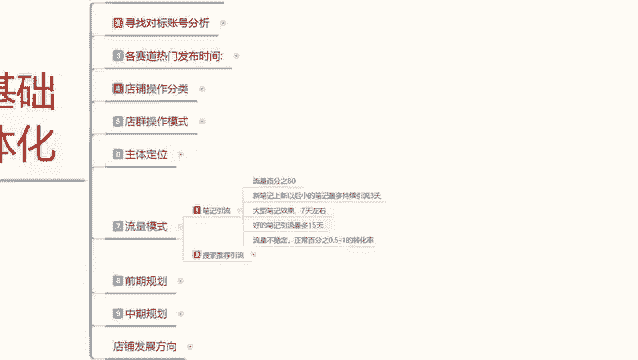 基础
体化
2 寻找对标账号分析
3 各赛道热门发布时间:
4 店铺操作分类
5 店群操作模式
6 主体定位
7 流量模式
1 笔记引流
流量百分之80
新笔记上新以后小的笔记最多持续引流3天
大型笔记效果，7天左右
好的笔记引流最多15天
流量不稳定，正常百分之0.5-1的转化率
2 搜索推荐引流
8 前期规划
9 中期规划
店铺发展方向